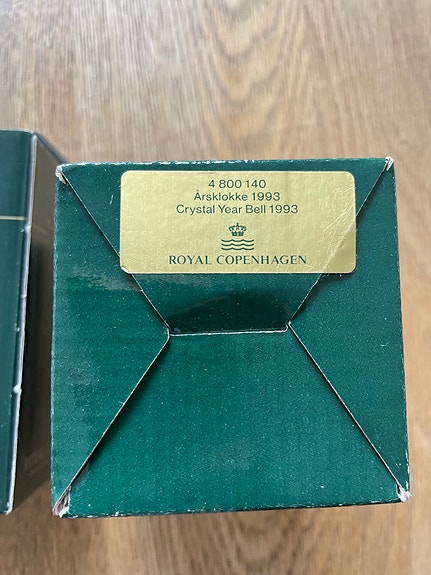 4 800 140
Årsklokke 1993
Crystal Year Bell 1993
ROYAL COPENHAGEN